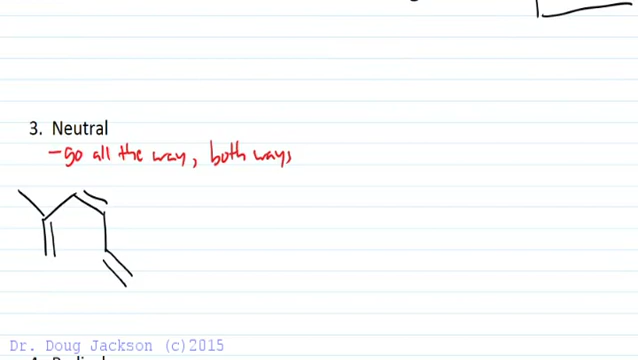 3. Neutral
- go all the way, both ways
Dr. Doug Jackson (c)2015